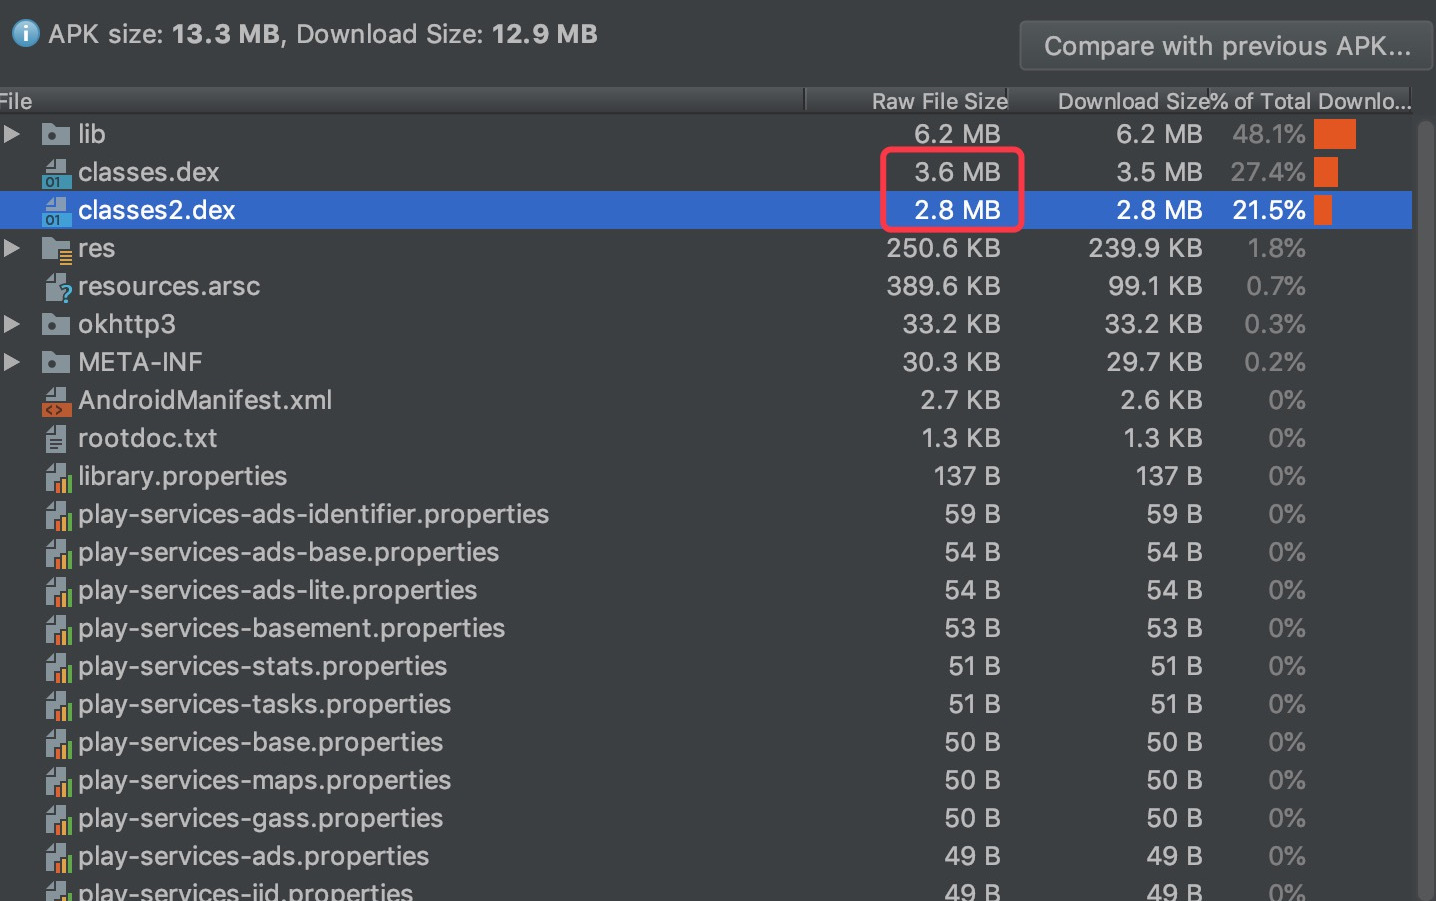 APK size: 13.3 MB, Download Size: 12.9 MB
Compare with previous APK...
File Raw File Size Download Size % of Total Downlo...
lib 6.2 MB 6.2 MB 48.1%
classes.dex 3.6 MB 3.5 MB 27.4%
classes2.dex 2.8 MB 2.8 MB 21.5%
res 250.6 KB 239.9 KB 1.8%
resources.arsc 389.6 KB 99.1 KB 0.7%
okhttp3 33.2 KB 33.2 KB 0.3%
META-INF 30.3 KB 29.7 KB 0.2%
AndroidManifest.xml 2.7 KB 2.6 KB 0%
rootdoc.txt 1.3 KB 1.3 KB 0%
library.properties 137 B 137 B 0%
play-services-ads-identifier.properties 59 B 59 B 0%
play-services-ads-base.properties 54 B 54 B 0%
play-services-ads-lite.properties 54 B 54 B 0%
play-services-basement.properties 53 B 53 B 0%
play-services-stats.properties 51 B 51 B 0%
play-services-tasks.properties 51 B 51 B 0%
play-services-base.properties 50 B 50 B 0%
play-services-maps.properties 50 B 50 B 0%
play-services-gass.properties 50 B 50 B 0%
play-services-ads.properties 49 B 49 B 0%
play-services-iid.properties 49 B 49 B 0%